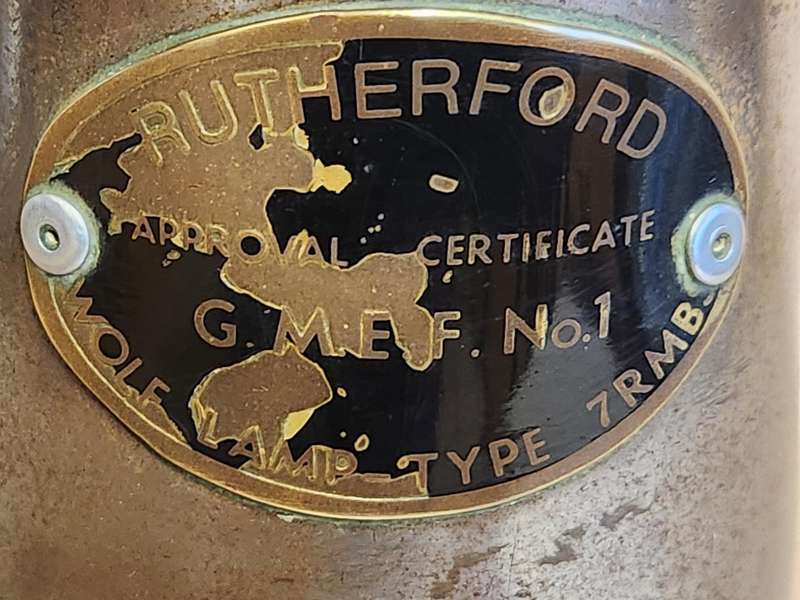 RUTHERFORD
APPROVAL CERTIFICATE
G.M.E.F. No.1
WOLF LAMP-TYPE 7RMBS